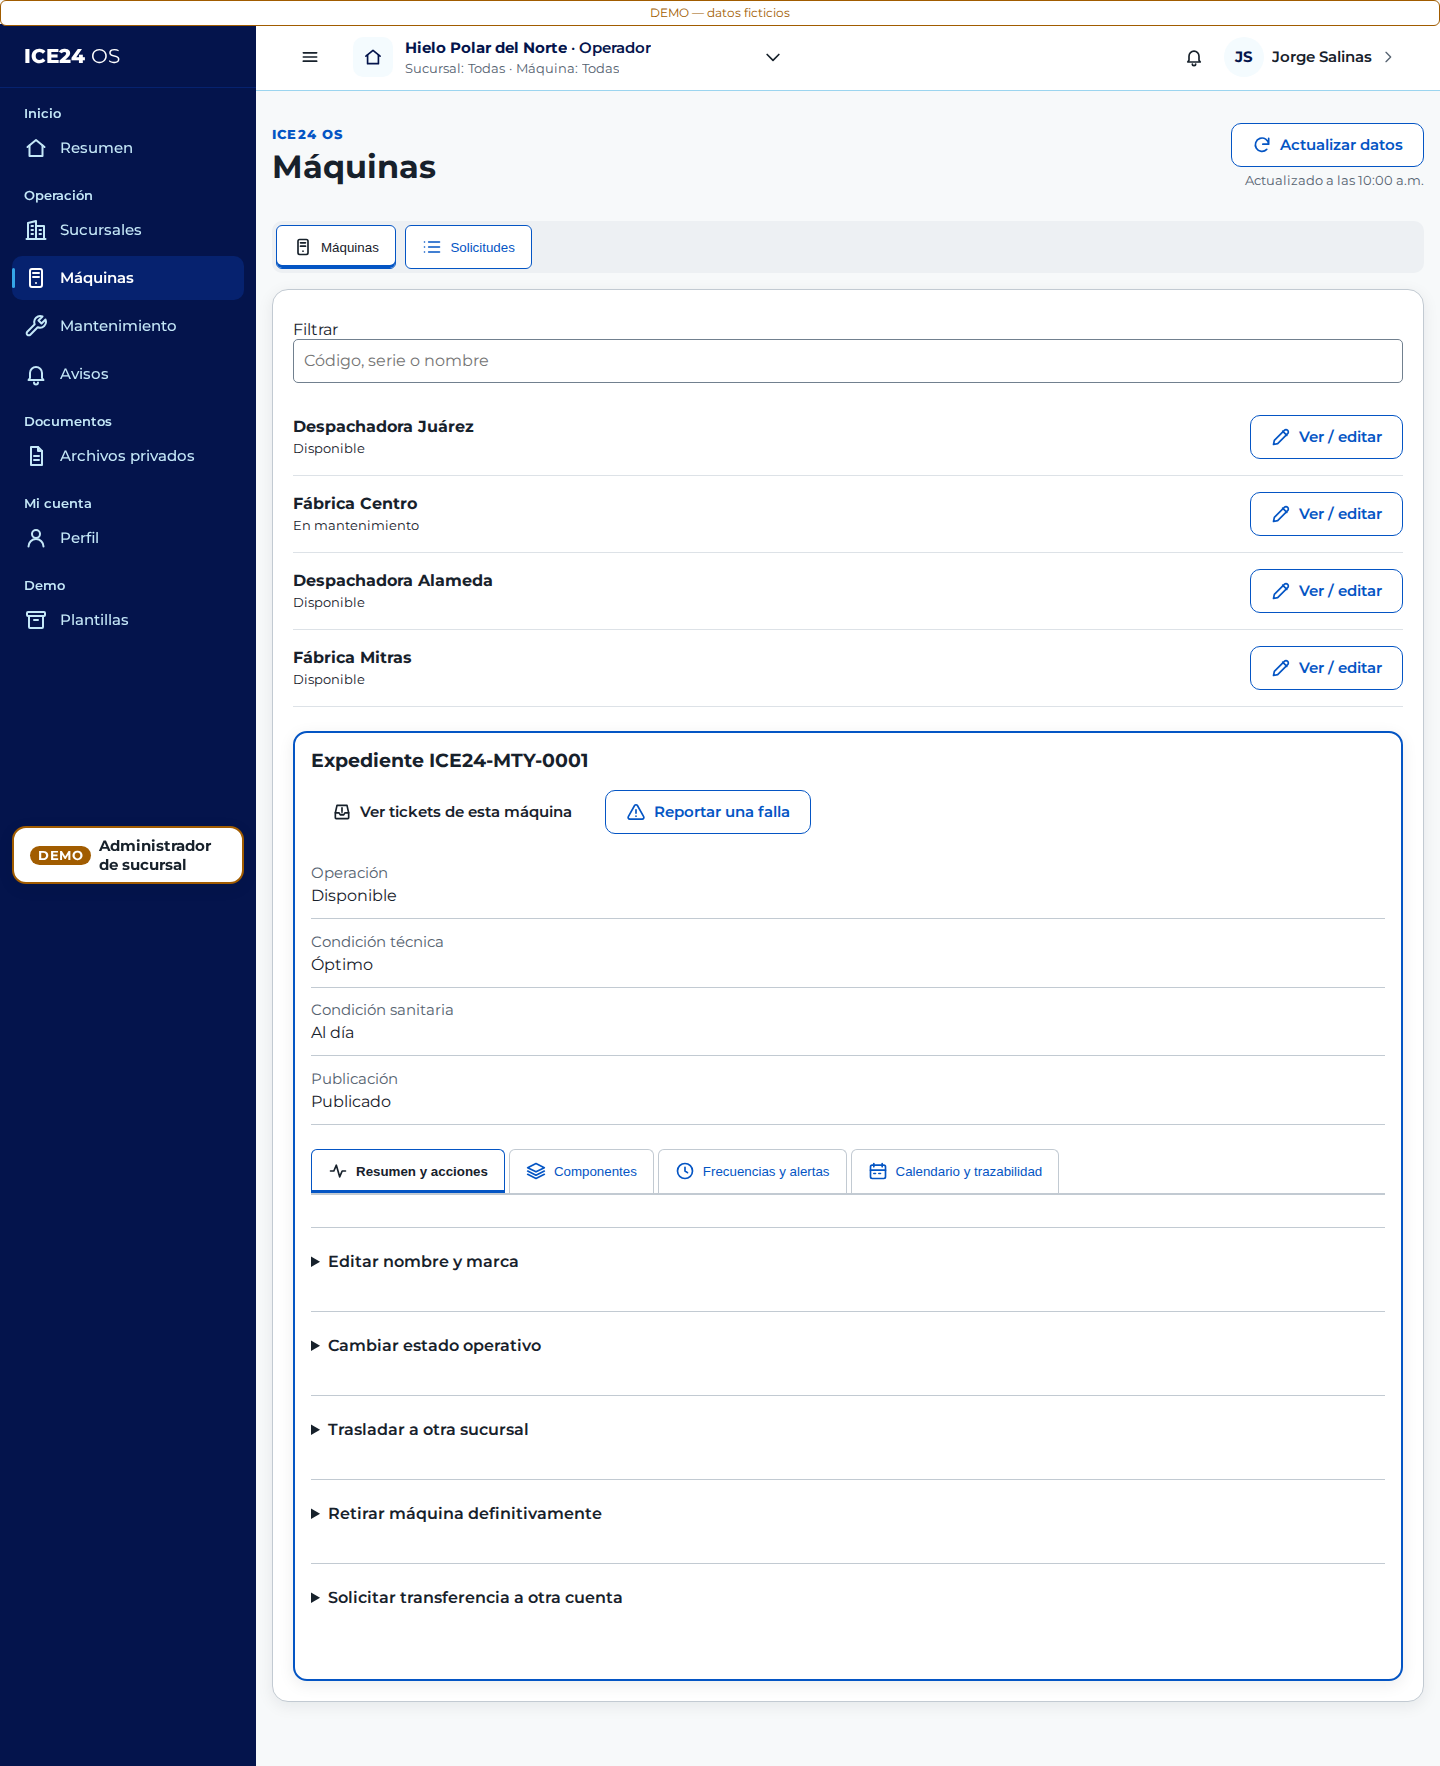 DEMO — datos ficticios
ICE24 OS
Inicio
Resumen
Operación
Sucursales
Máquinas
Mantenimiento
Avisos
Documentos
Archivos privados
Mi cuenta
Perfil
Demo
Plantillas
DEMO
Administrador
de sucursal
Hielo Polar del Norte · Operador
Sucursal: Todas · Máquina: Todas
JS
Jorge Salinas
ICE24 OS
Máquinas
Actualizar datos
Actualizado a las 10:00 a.m.
Máquinas
Solicitudes
Filtrar
Código, serie o nombre
Despachadora Juárez
Disponible
Ver / editar
Fábrica Centro
En mantenimiento
Ver / editar
Despachadora Alameda
Disponible
Ver / editar
Fábrica Mitras
Disponible
Ver / editar
Expediente ICE24-MTY-0001
Ver tickets de esta máquina
Reportar una falla
Operación
Disponible
Condición técnica
Óptimo
Condición sanitaria
Al día
Publicación
Publicado
Resumen y acciones
Componentes
Frecuencias y alertas
Calendario y trazabilidad
Editar nombre y marca
Cambiar estado operativo
Trasladar a otra sucursal
Retirar máquina definitivamente
Solicitar transferencia a otra cuenta